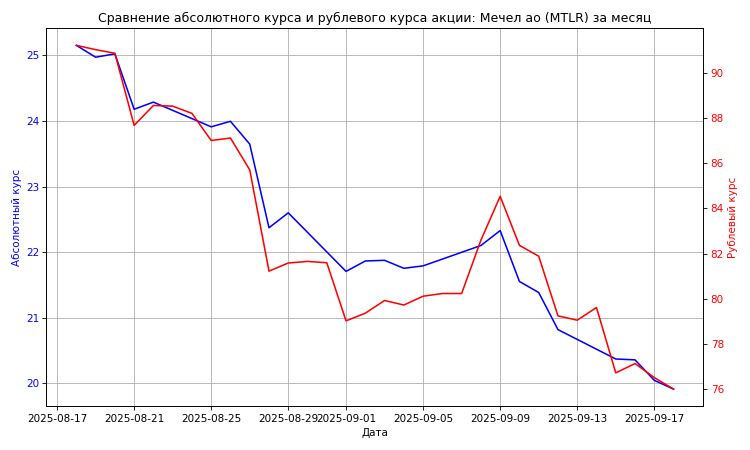 Сравнение абсолютного курса и рублевого курса акции: Мечел ао (MTLR) за месяц
Абсолютный курс
25
24
23
22
21
20
90
88
86
84
82
80
78
76
Рублевый курс
2025-08-17 2025-08-21 2025-08-25 2025-08-29 2025-09-01 2025-09-05 2025-09-09 2025-09-13 2025-09-17
Дата